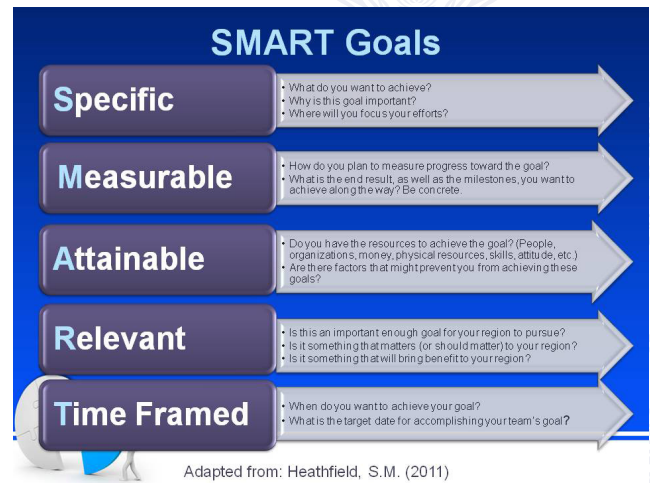 SMART Goals
Specific
• What do you want to achieve?
• Why is this goal important?
• Where will you focus your efforts?
Measurable
• How do you plan to measure progress toward the goal?
• What is the end result, as well as the milestones, you want to
achieve along the way? Be concrete.
Attainable
• Do you have the resources to achieve the goal? (People,
organizations, money, physical resources, skills, attitude, etc.)
• Are there factors that might prevent you from achieving these
goals?
Relevant
• Is this an important enough goal for your region to pursue?
• Is it something that matters (or should matter) to your region?
• Is it something that will bring benefit to your region?
Time Framed
• When do you want to achieve your goal?
• What is the target date for accomplishing your team's goal?
Adapted from: Heathfield, S.M. (2011)